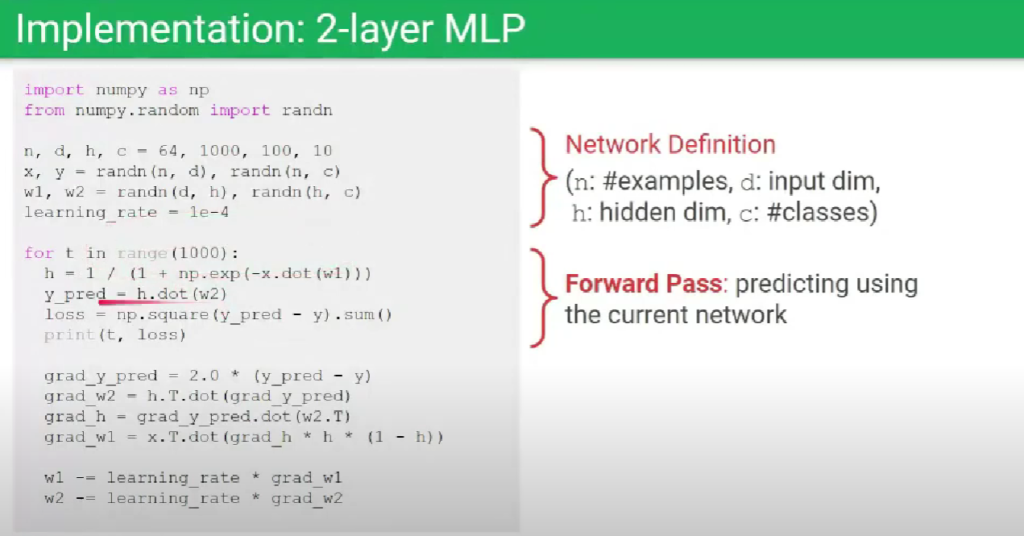 Implementation: 2-layer MLP
import numpy as np
from numpy.random import randn
n, d, h, c = 64, 1000, 100, 10
x, y = randn(n, d), randn(n, c)
w1, w2 = randn(d, h), randn(h, c)
learning_rate = 1e-4
for t in range(1000):
h = 1 / (1 + np.exp(-x.dot(w1)))
y_pred = h.dot(w2)
loss = np.square(y_pred - y).sum()
print(t, loss)
grad_y_pred = 2.0 * (y_pred - y)
grad_w2 = h.T.dot(grad_y_pred)
grad_h = grad_y_pred.dot(w2.T)
grad_w1 = x.T.dot(grad_h * h * (1 - h))
w1 -= learning_rate * grad_w1
w2 -= learning_rate * grad_w2
Network Definition
(n: #examples, d: input dim,
h: hidden dim, c: #classes)
Forward Pass: predicting using
the current network